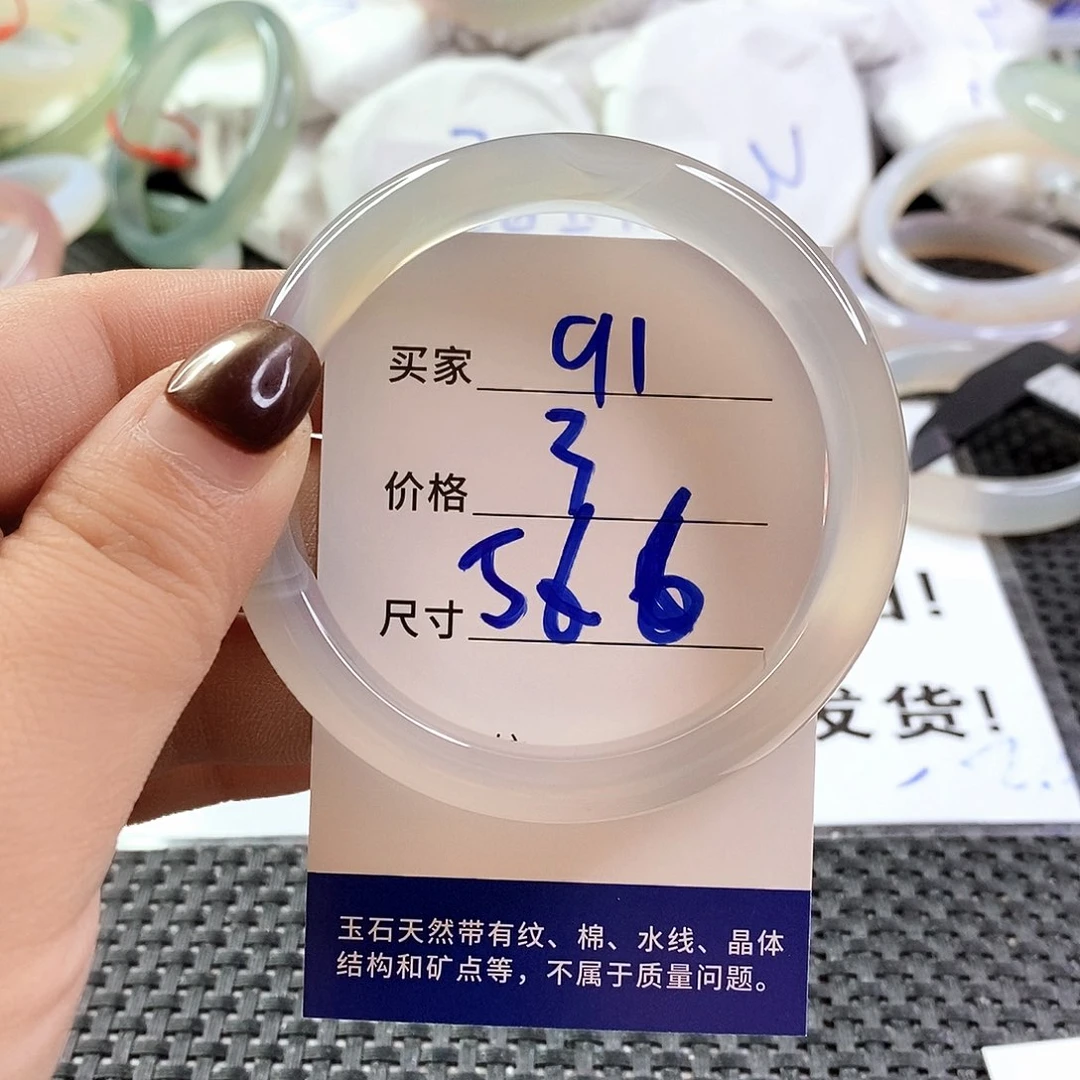 买家 91
价格 3
尺寸 56 6
玉石天然带有纹、棉、水线、晶体
结构和矿点等，不属于质量问题。
!
发货!